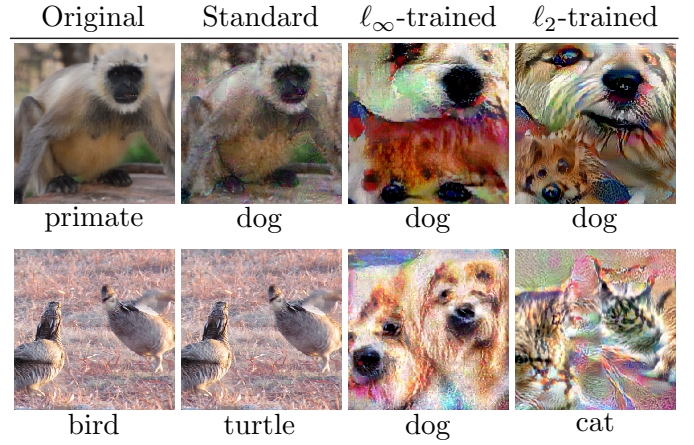 Original Standard ℓ∞-trained ℓ2-trained
primate dog dog dog
bird turtle dog cat